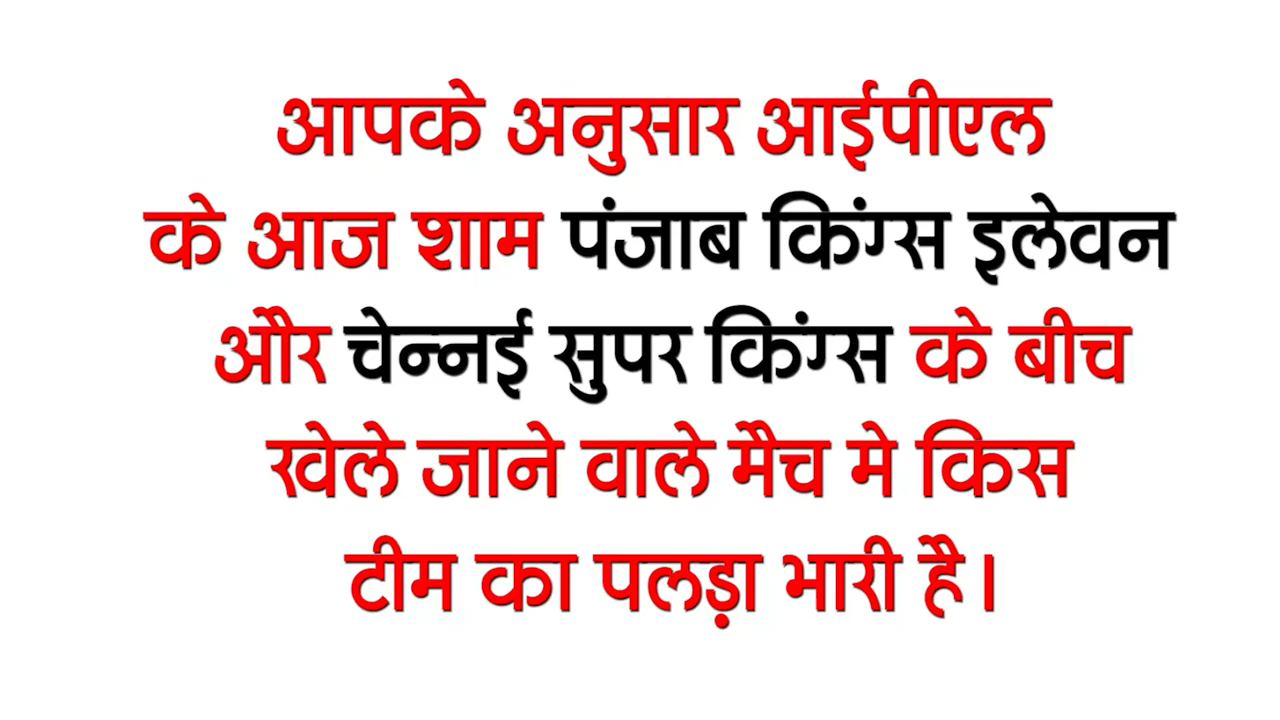 आपके अनुसार आईपीएल
के आज शाम पंजाब किंग्स इलेवन
और चेन्नई सुपर किंग्स के बीच
खेले जाने वाले मैच मे किस
टीम का पलड़ा भारी है।